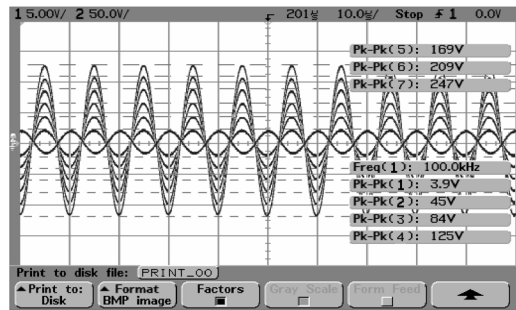 1 5.00V/ 2 50.0V/ 201 10.0 / Stop 1 0.0V
Pk-Pk(5): 169V
Pk-Pk(6): 209V
Pk-Pk(7): 247V
Freq(1): 100.0kHz
Pk-Pk(1): 3.9V
Pk-Pk(2): 45V
Pk-Pk(3): 84V
Pk-Pk(4): 125V
Print to disk file: PRINT_00
Print to: Format Factors Gray Scale Form Feed
Disk BMP image